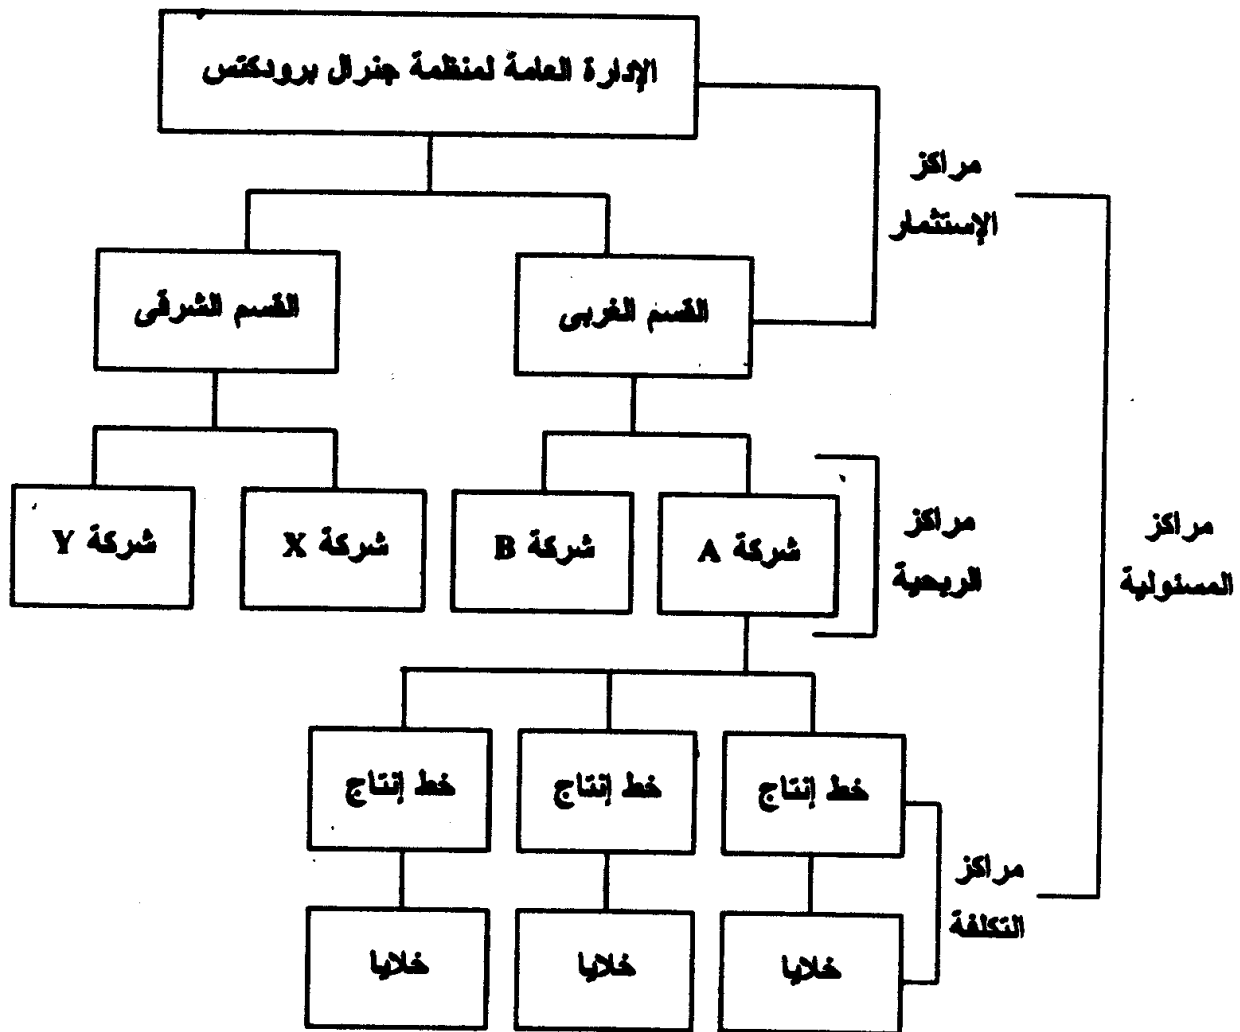 الإدارة العامة لمنظمة جنرال برودكتس
مراكز
الإستثمار
القسم الغربى
القسم الشرقى
شركة A
شركة B
شركة X
شركة Y
مراكز
الربحية
مراكز
المسئولية
خط إنتاج
خط إنتاج
خط إنتاج
مراكز
التكلفة
خلايا
خلايا
خلايا